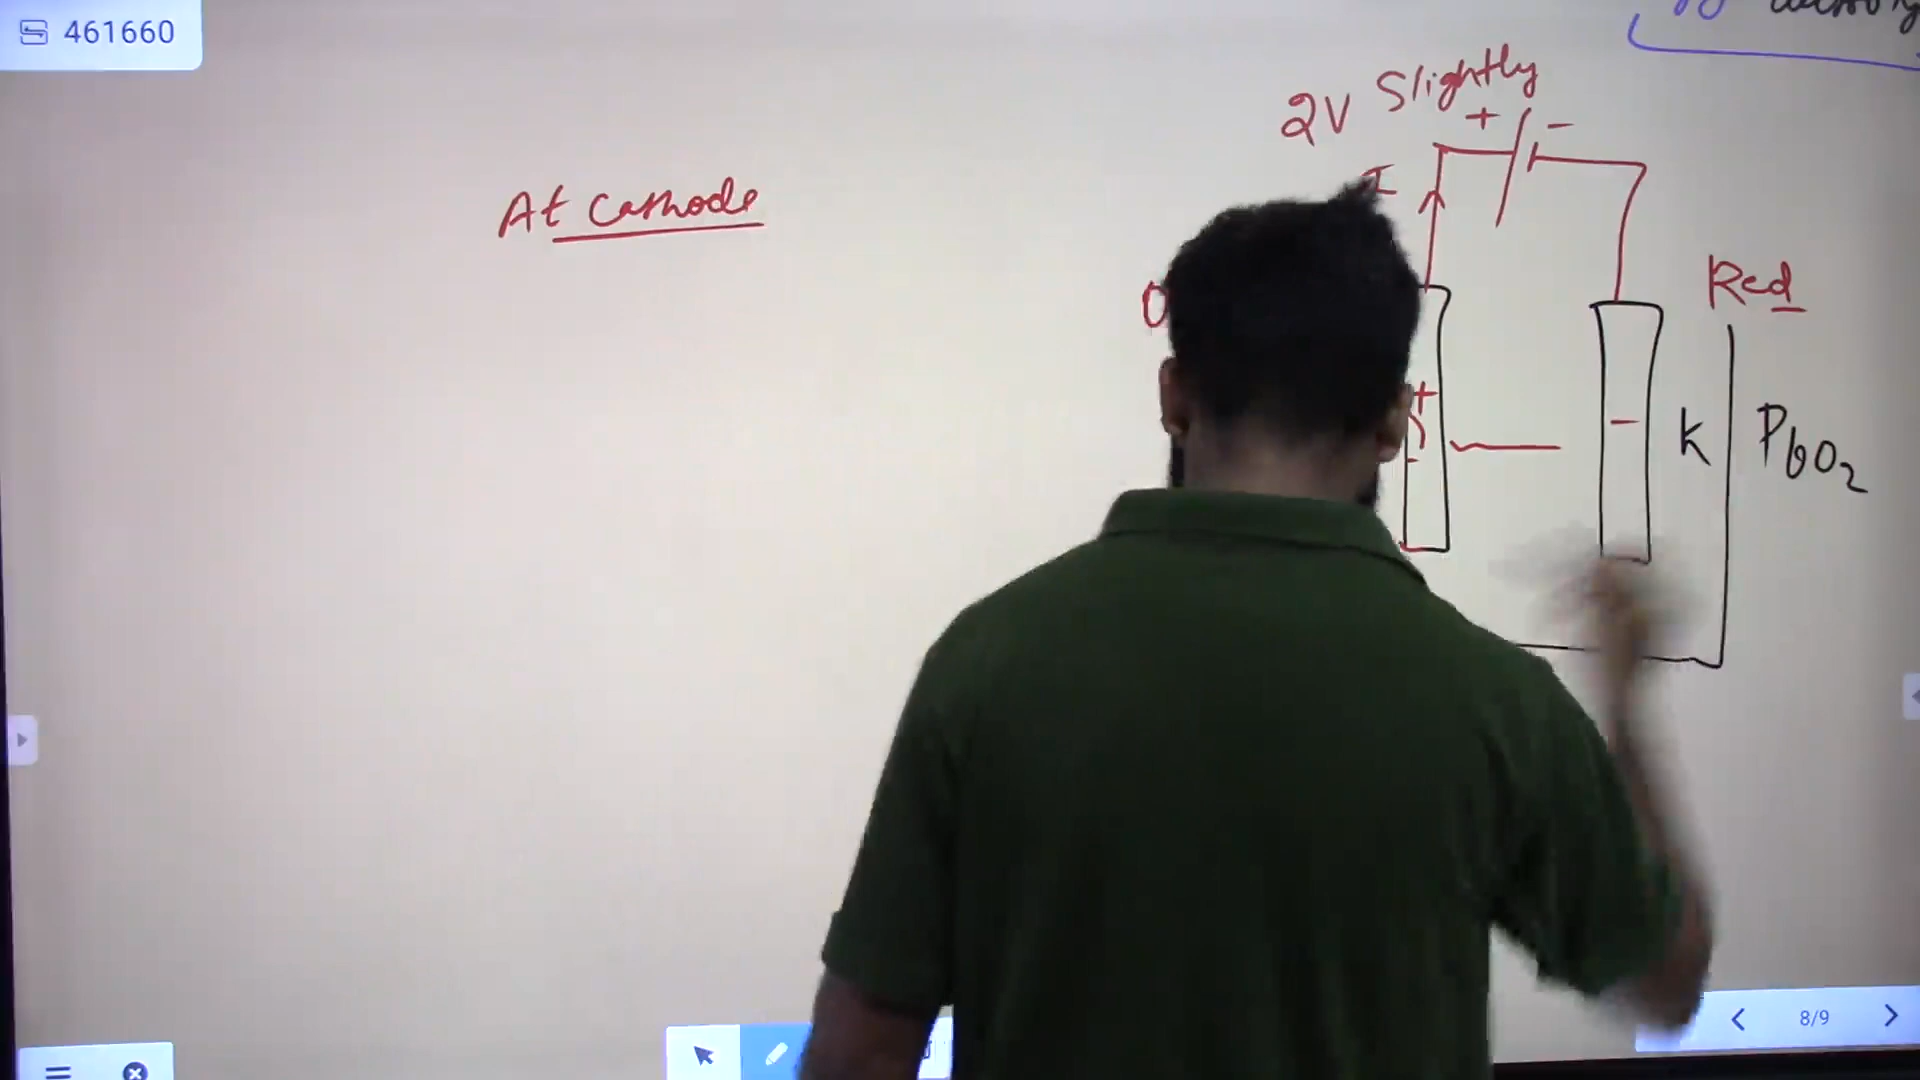 461660
2V Slightly
+ -
I
At Cathode
Red
+
-
K
PbO2
8/9